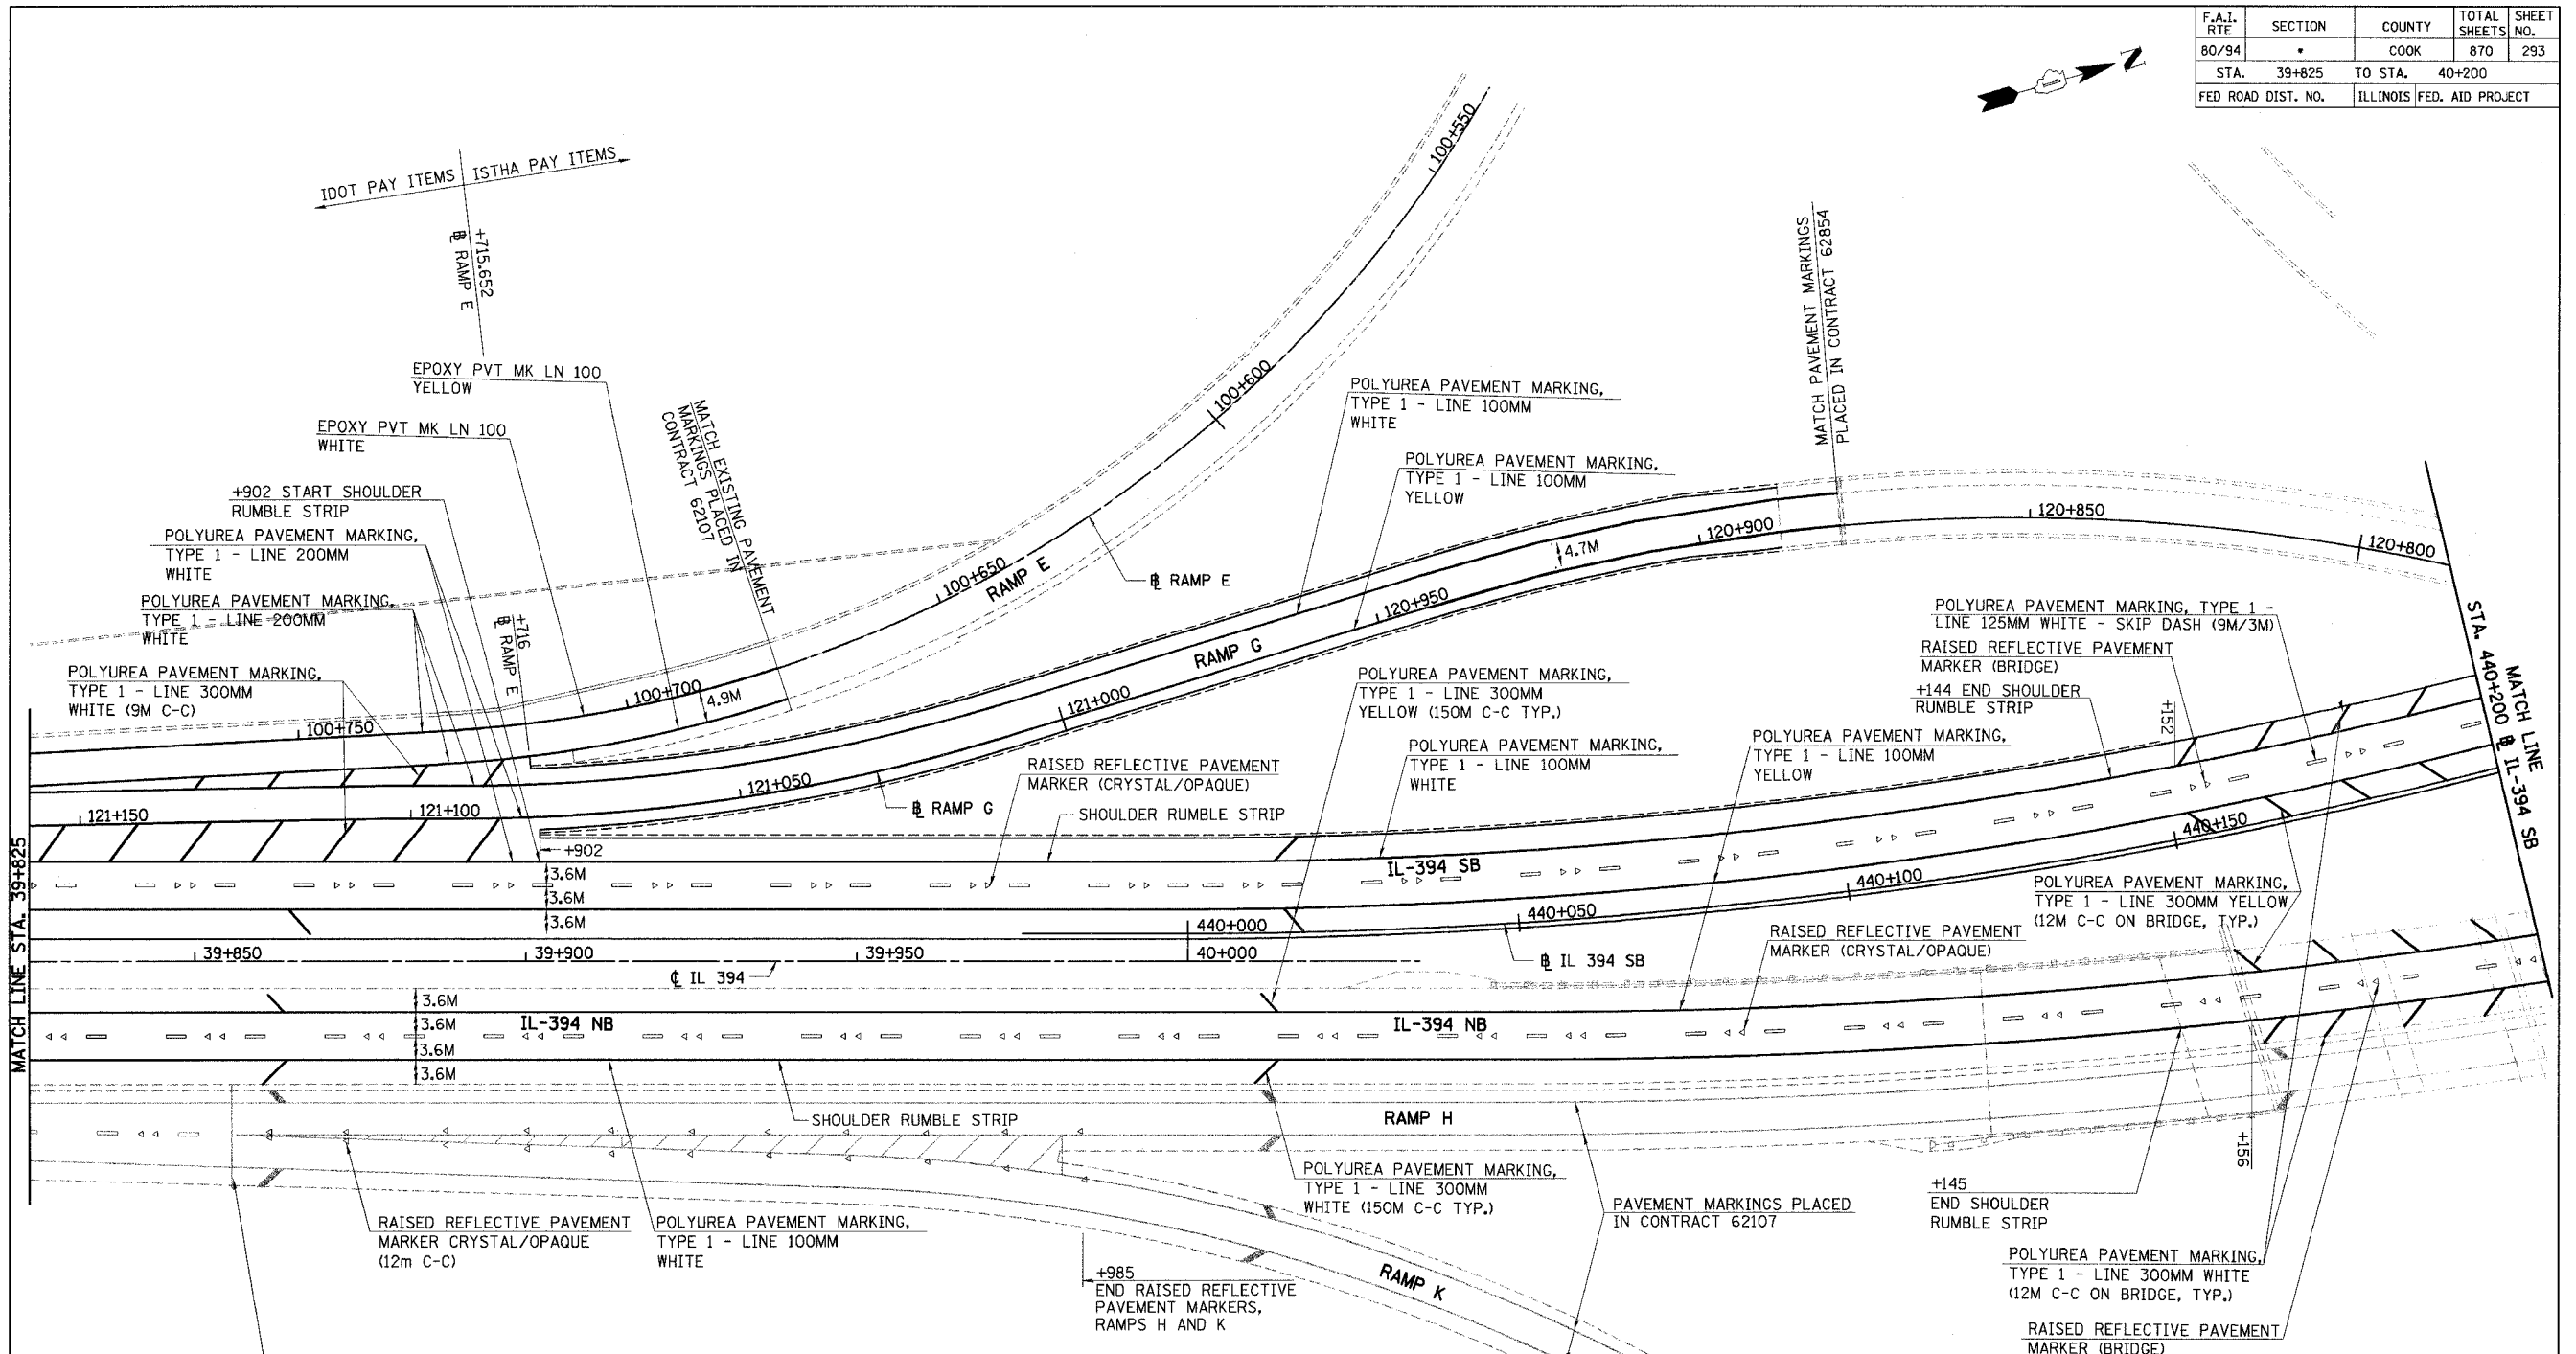 F.A.I. RTE
SECTION
COUNTY
TOTAL SHEETS
SHEET NO.
80/94
*
COOK
870
293
STA. 39+825 TO STA. 40+200
FED ROAD DIST. NO.
ILLINOIS
FED. AID PROJECT
N
IDOT PAY ITEMS
ISTHA PAY ITEMS
+715.652
℄ RAMP E
EPOXY PVT MK LN 100
YELLOW
EPOXY PVT MK LN 100
WHITE
+902 START SHOULDER
RUMBLE STRIP
POLYUREA PAVEMENT MARKING,
TYPE 1 - LINE 200MM
WHITE
POLYUREA PAVEMENT MARKING,
TYPE 1 - LINE 200MM
WHITE
POLYUREA PAVEMENT MARKING,
TYPE 1 - LINE 300MM
WHITE (9M C-C)
+716
RAMP E
MATCH EXISTING PAVEMENT
MARKINGS PLACED IN
CONTRACT 62107
100+550
100+600
100+650
RAMP E
RAMP E
100+700
4.9M
100+750
POLYUREA PAVEMENT MARKING,
TYPE 1 - LINE 100MM
WHITE
POLYUREA PAVEMENT MARKING,
TYPE 1 - LINE 100MM
YELLOW
MATCH PAVEMENT MARKINGS
PLACED IN CONTRACT 62854
120+800
120+850
120+900
4.7M
120+950
RAMP G
121+000
121+050
RAMP G
121+100
121+150
POLYUREA PAVEMENT MARKING, TYPE 1 -
LINE 125MM WHITE - SKIP DASH (9M/3M)
RAISED REFLECTIVE PAVEMENT
MARKER (BRIDGE)
+144 END SHOULDER
RUMBLE STRIP
+152
POLYUREA PAVEMENT MARKING,
TYPE 1 - LINE 300MM
YELLOW (150M C-C TYP.)
POLYUREA PAVEMENT MARKING,
TYPE 1 - LINE 100MM
WHITE
POLYUREA PAVEMENT MARKING,
TYPE 1 - LINE 100MM
YELLOW
RAISED REFLECTIVE PAVEMENT
MARKER (CRYSTAL/OPAQUE)
SHOULDER RUMBLE STRIP
MATCH LINE
STA. 440+200 IL-394 SB
MATCH LINE STA. 39+825
+902
3.6M
3.6M
3.6M
IL-394 SB
440+000
440+050
440+100
440+150
39+850
39+900
39+950
40+000
℄ IL 394
IL 394 SB
RAISED REFLECTIVE PAVEMENT
MARKER (CRYSTAL/OPAQUE)
POLYUREA PAVEMENT MARKING,
TYPE 1 - LINE 300MM YELLOW
(12M C-C ON BRIDGE, TYP.)
3.6M
3.6M
3.6M
3.6M
IL-394 NB
IL-394 NB
SHOULDER RUMBLE STRIP
RAMP H
+156
RAISED REFLECTIVE PAVEMENT
MARKER CRYSTAL/OPAQUE
(12m C-C)
POLYUREA PAVEMENT MARKING,
TYPE 1 - LINE 100MM
WHITE
POLYUREA PAVEMENT MARKING,
TYPE 1 - LINE 300MM
WHITE (150M C-C TYP.)
PAVEMENT MARKINGS PLACED
IN CONTRACT 62107
+145
END SHOULDER
RUMBLE STRIP
+985
END RAISED REFLECTIVE
PAVEMENT MARKERS,
RAMPS H AND K
RAMP K
POLYUREA PAVEMENT MARKING,
TYPE 1 - LINE 300MM WHITE
(12M C-C ON BRIDGE, TYP.)
RAISED REFLECTIVE PAVEMENT
MARKER (BRIDGE)